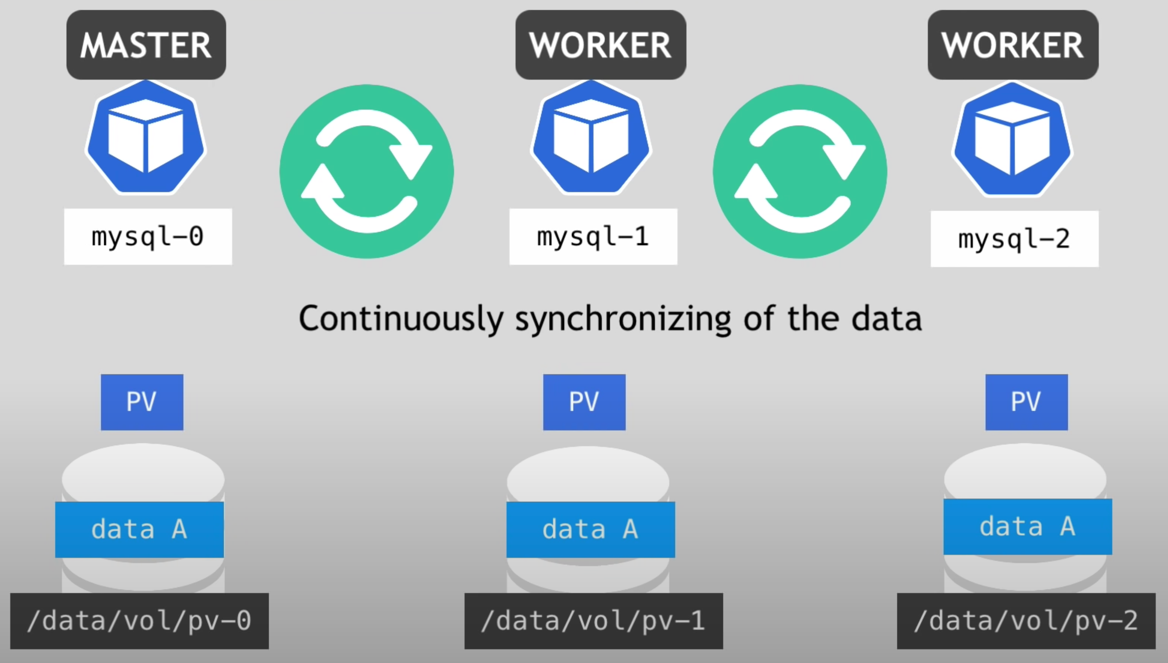 MASTER
WORKER
WORKER
mysql-0
mysql-1
mysql-2
Continuously synchronizing of the data
PV
PV
PV
data A
data A
data A
/data/vol/pv-0
/data/vol/pv-1
/data/vol/pv-2